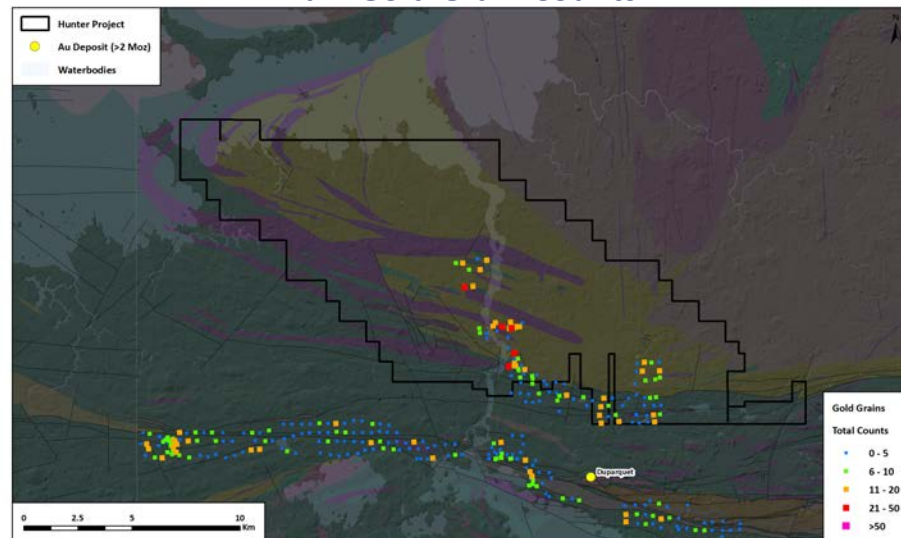 Hunter Project
Au Deposit (>2 Moz)
Waterbodies
N
Duparquet
Gold Grains
Total Counts
0 - 5
6 - 10
11 - 20
21 - 50
>50
0 2.5 5 10
Km